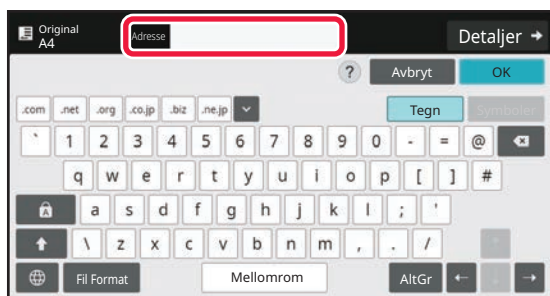 Original
A4
Adresse
Detaljer →
? Avbryt OK
.com .net .org .co.jp .biz .ne.jp Tegn Symboler
` 1 2 3 4 5 6 7 8 9 0 - = @
q w e r t y u i o p [ ] #
A a s d f g h j k l ; '
\ z x c v b n m , . /
Fil Format Mellomrom AltGr ← ↓ →